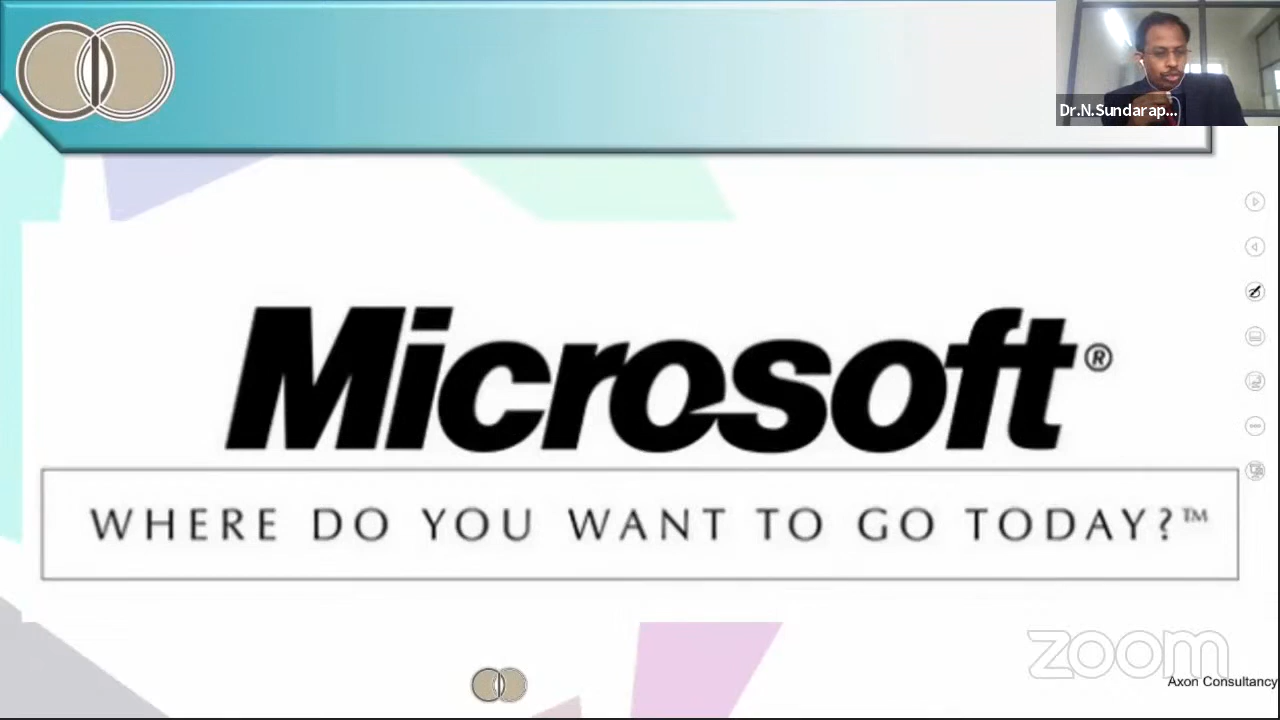 Dr.N.Sundarap...
Microsoft®
WHERE DO YOU WANT TO GO TODAY?™
zoom
Axon Consultancy